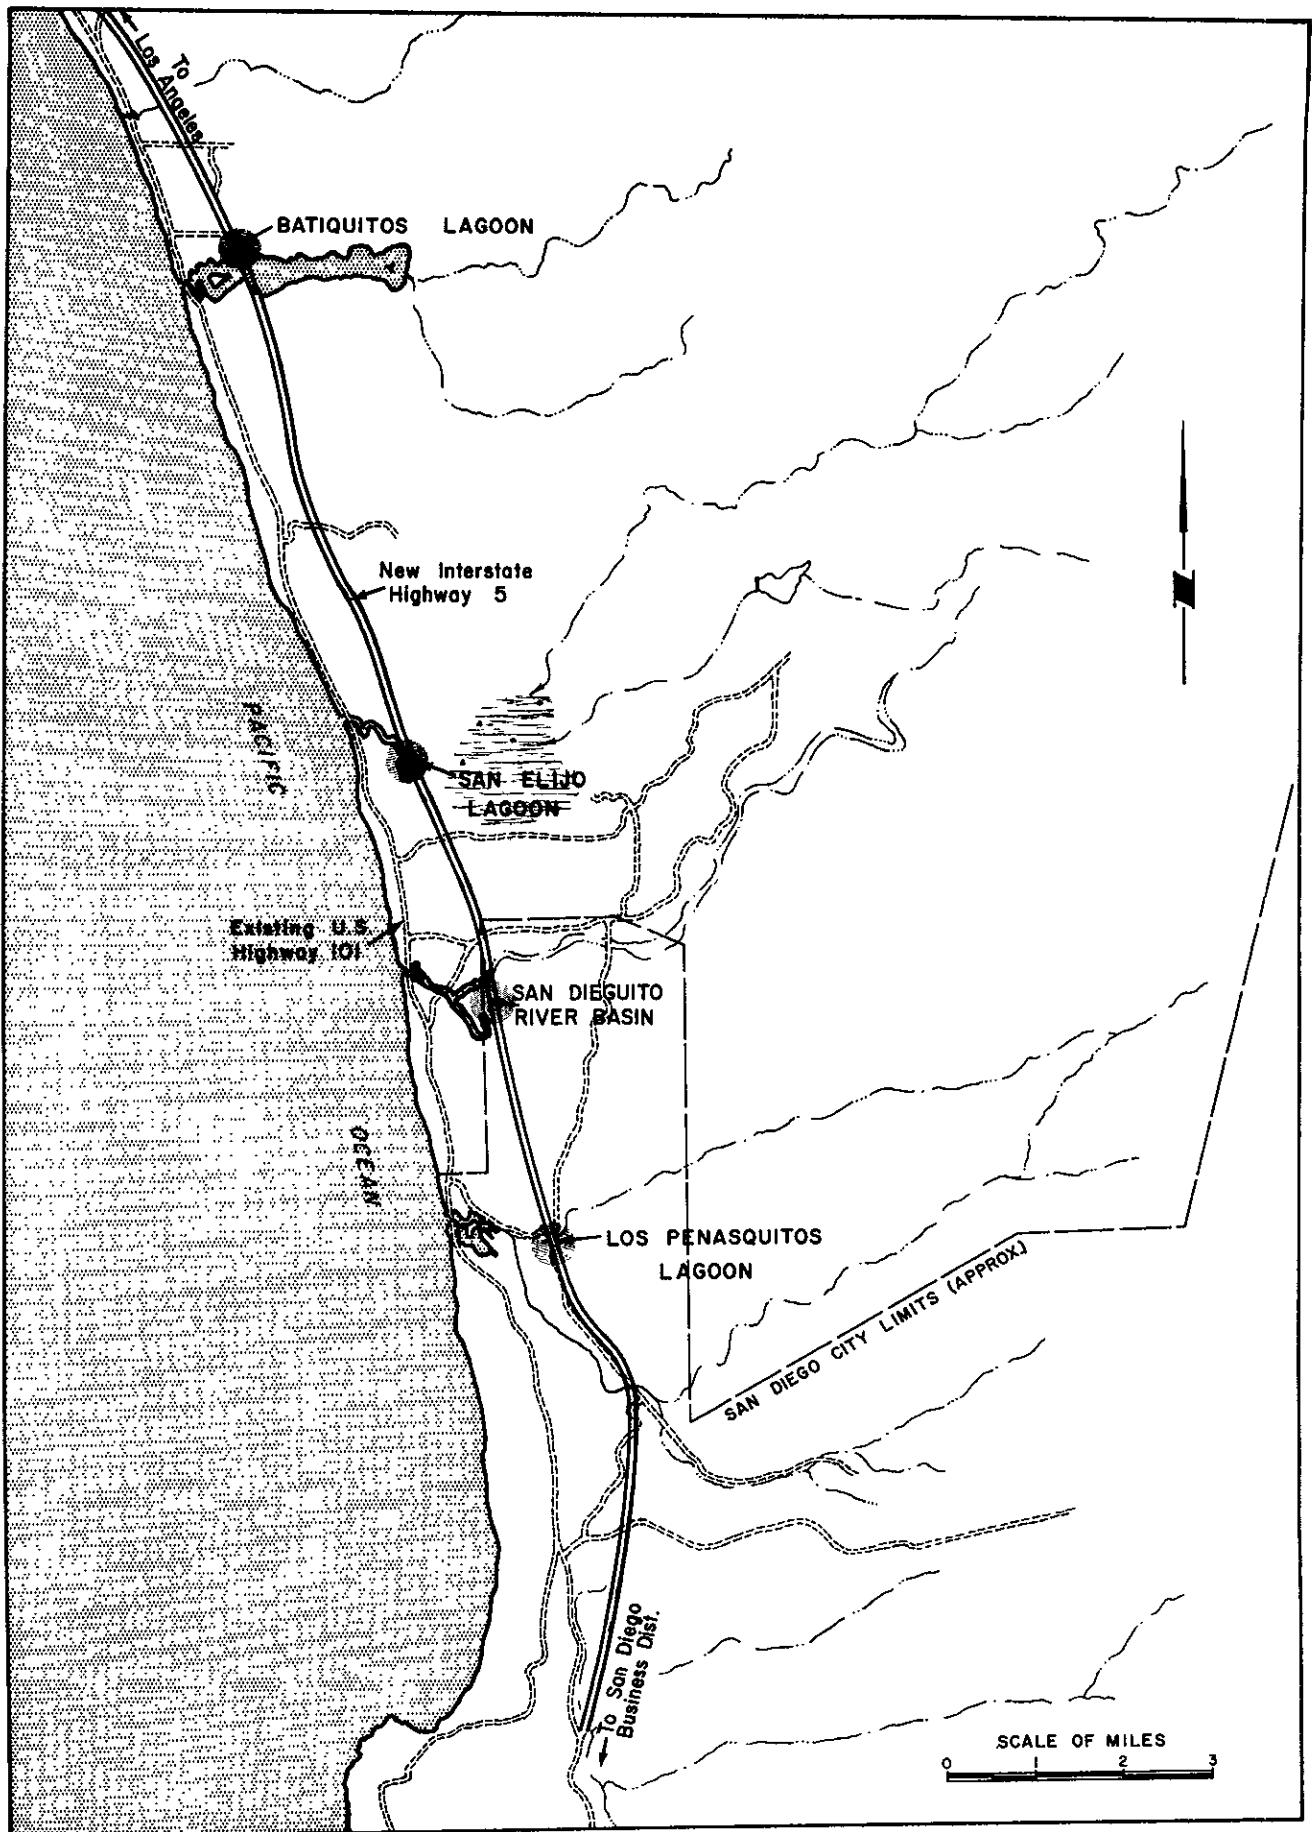 To
Los Angeles
BATIQUITOS LAGOON
New Interstate
Highway 5
PACIFIC
SAN ELIJO
LAGOON
Existing U.S.
Highway 101
SAN DIEGUITO
RIVER BASIN
OCEAN
LOS PENASQUITOS
LAGOON
SAN DIEGO CITY LIMITS (APPROX.)
To San Diego
Business Dist.
SCALE OF MILES
0 1 2 3
N